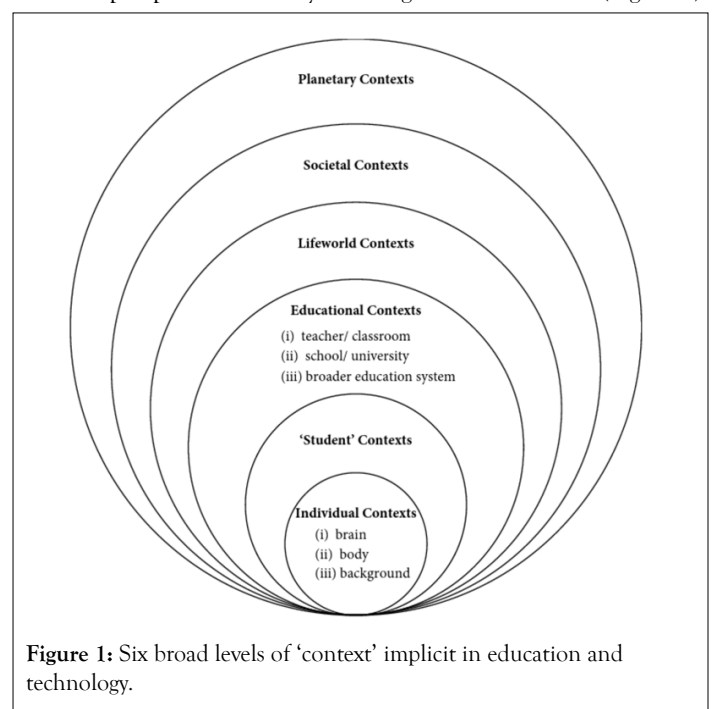 Planetary Contexts
Societal Contexts
Lifeworld Contexts
Educational Contexts
(i) teacher/ classroom
(ii) school/ university
(iii) broader education system
‘Student’ Contexts
Individual Contexts
(i) brain
(ii) body
(iii) background
Figure 1: Six broad levels of ‘context’ implicit in education and
technology.